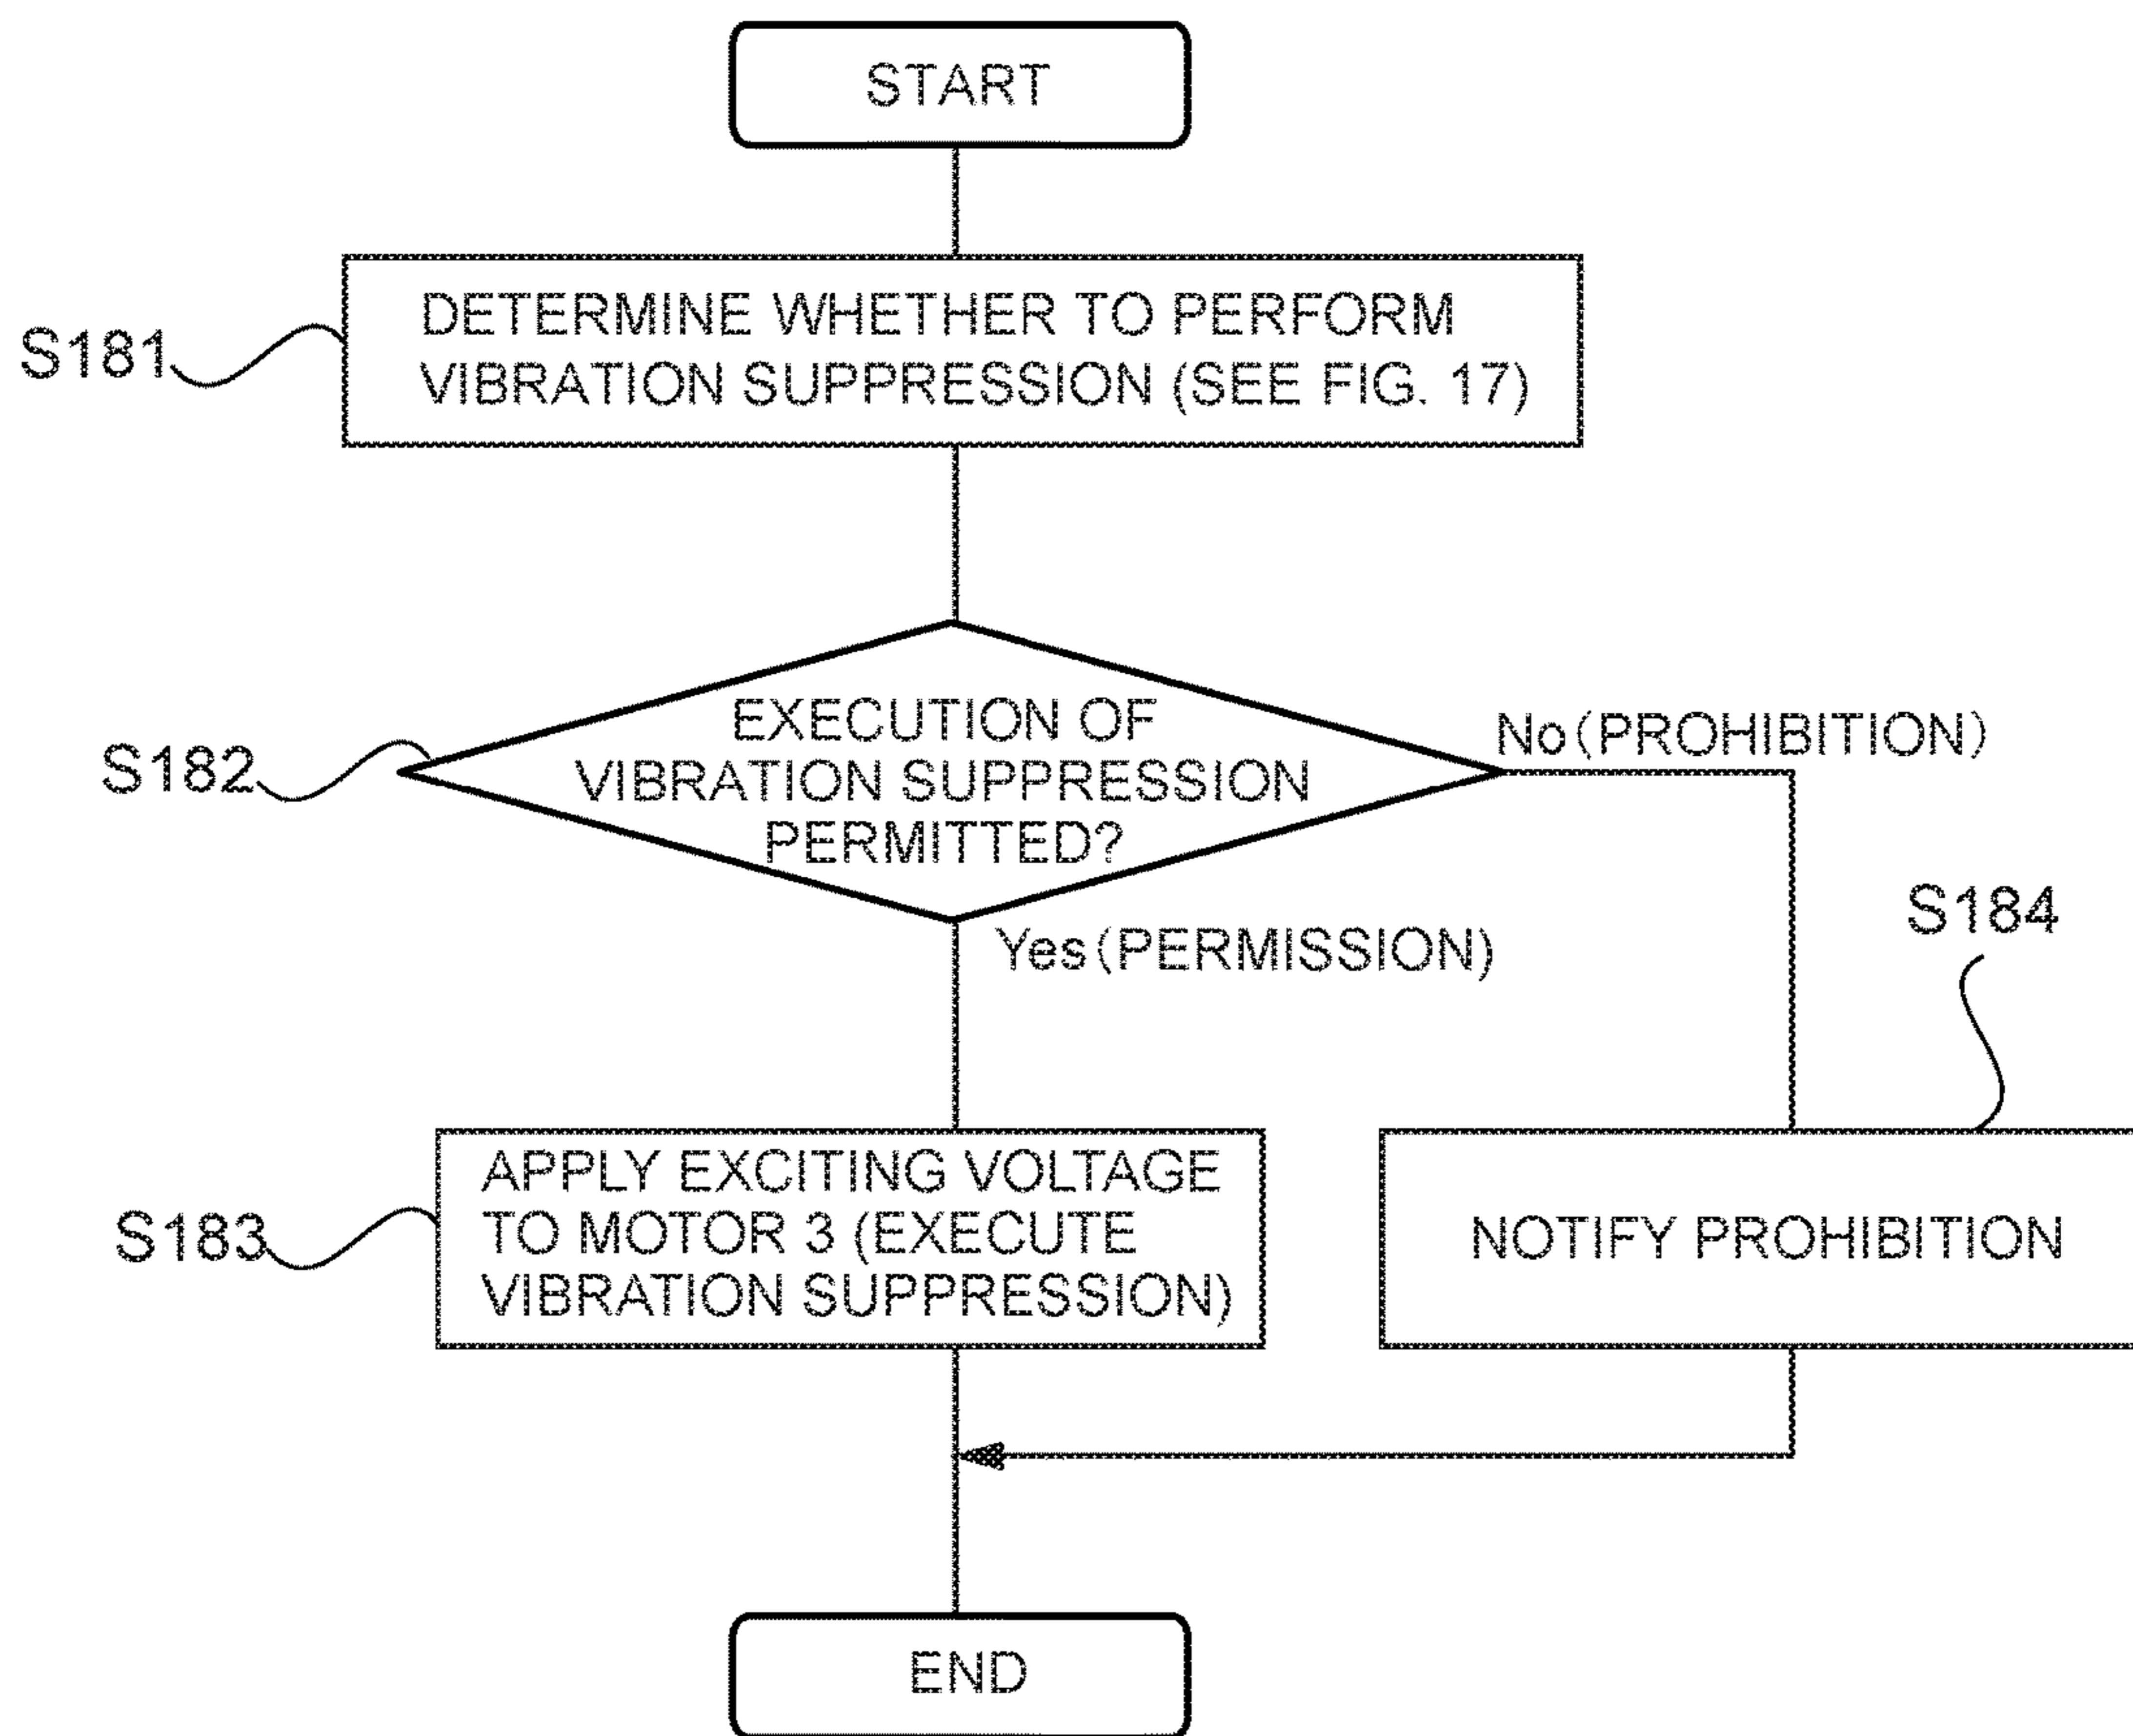 START
S181
DETERMINE WHETHER TO PERFORM
VIBRATION SUPPRESSION (SEE FIG. 17)
S182
EXECUTION OF
VIBRATION SUPPRESSION
PERMITTED?
No (PROHIBITION)
Yes (PERMISSION)
S184
S183
APPLY EXCITING VOLTAGE
TO MOTOR 3 (EXECUTE
VIBRATION SUPPRESSION)
NOTIFY PROHIBITION
END